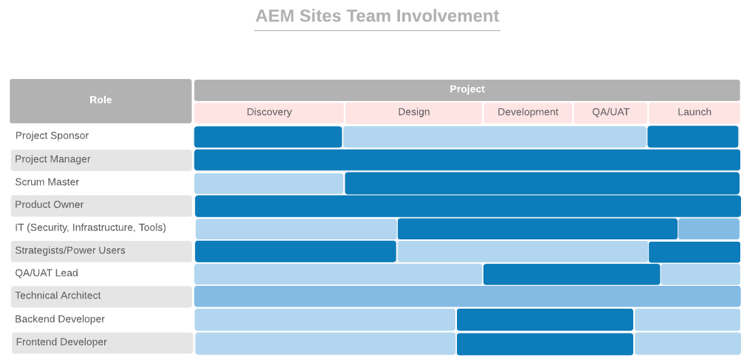 AEM Sites Team Involvement
Role
Project
Discovery Design Development QA/UAT Launch
Project Sponsor
Project Manager
Scrum Master
Product Owner
IT (Security, Infrastructure, Tools)
Strategists/Power Users
QA/UAT Lead
Technical Architect
Backend Developer
Frontend Developer